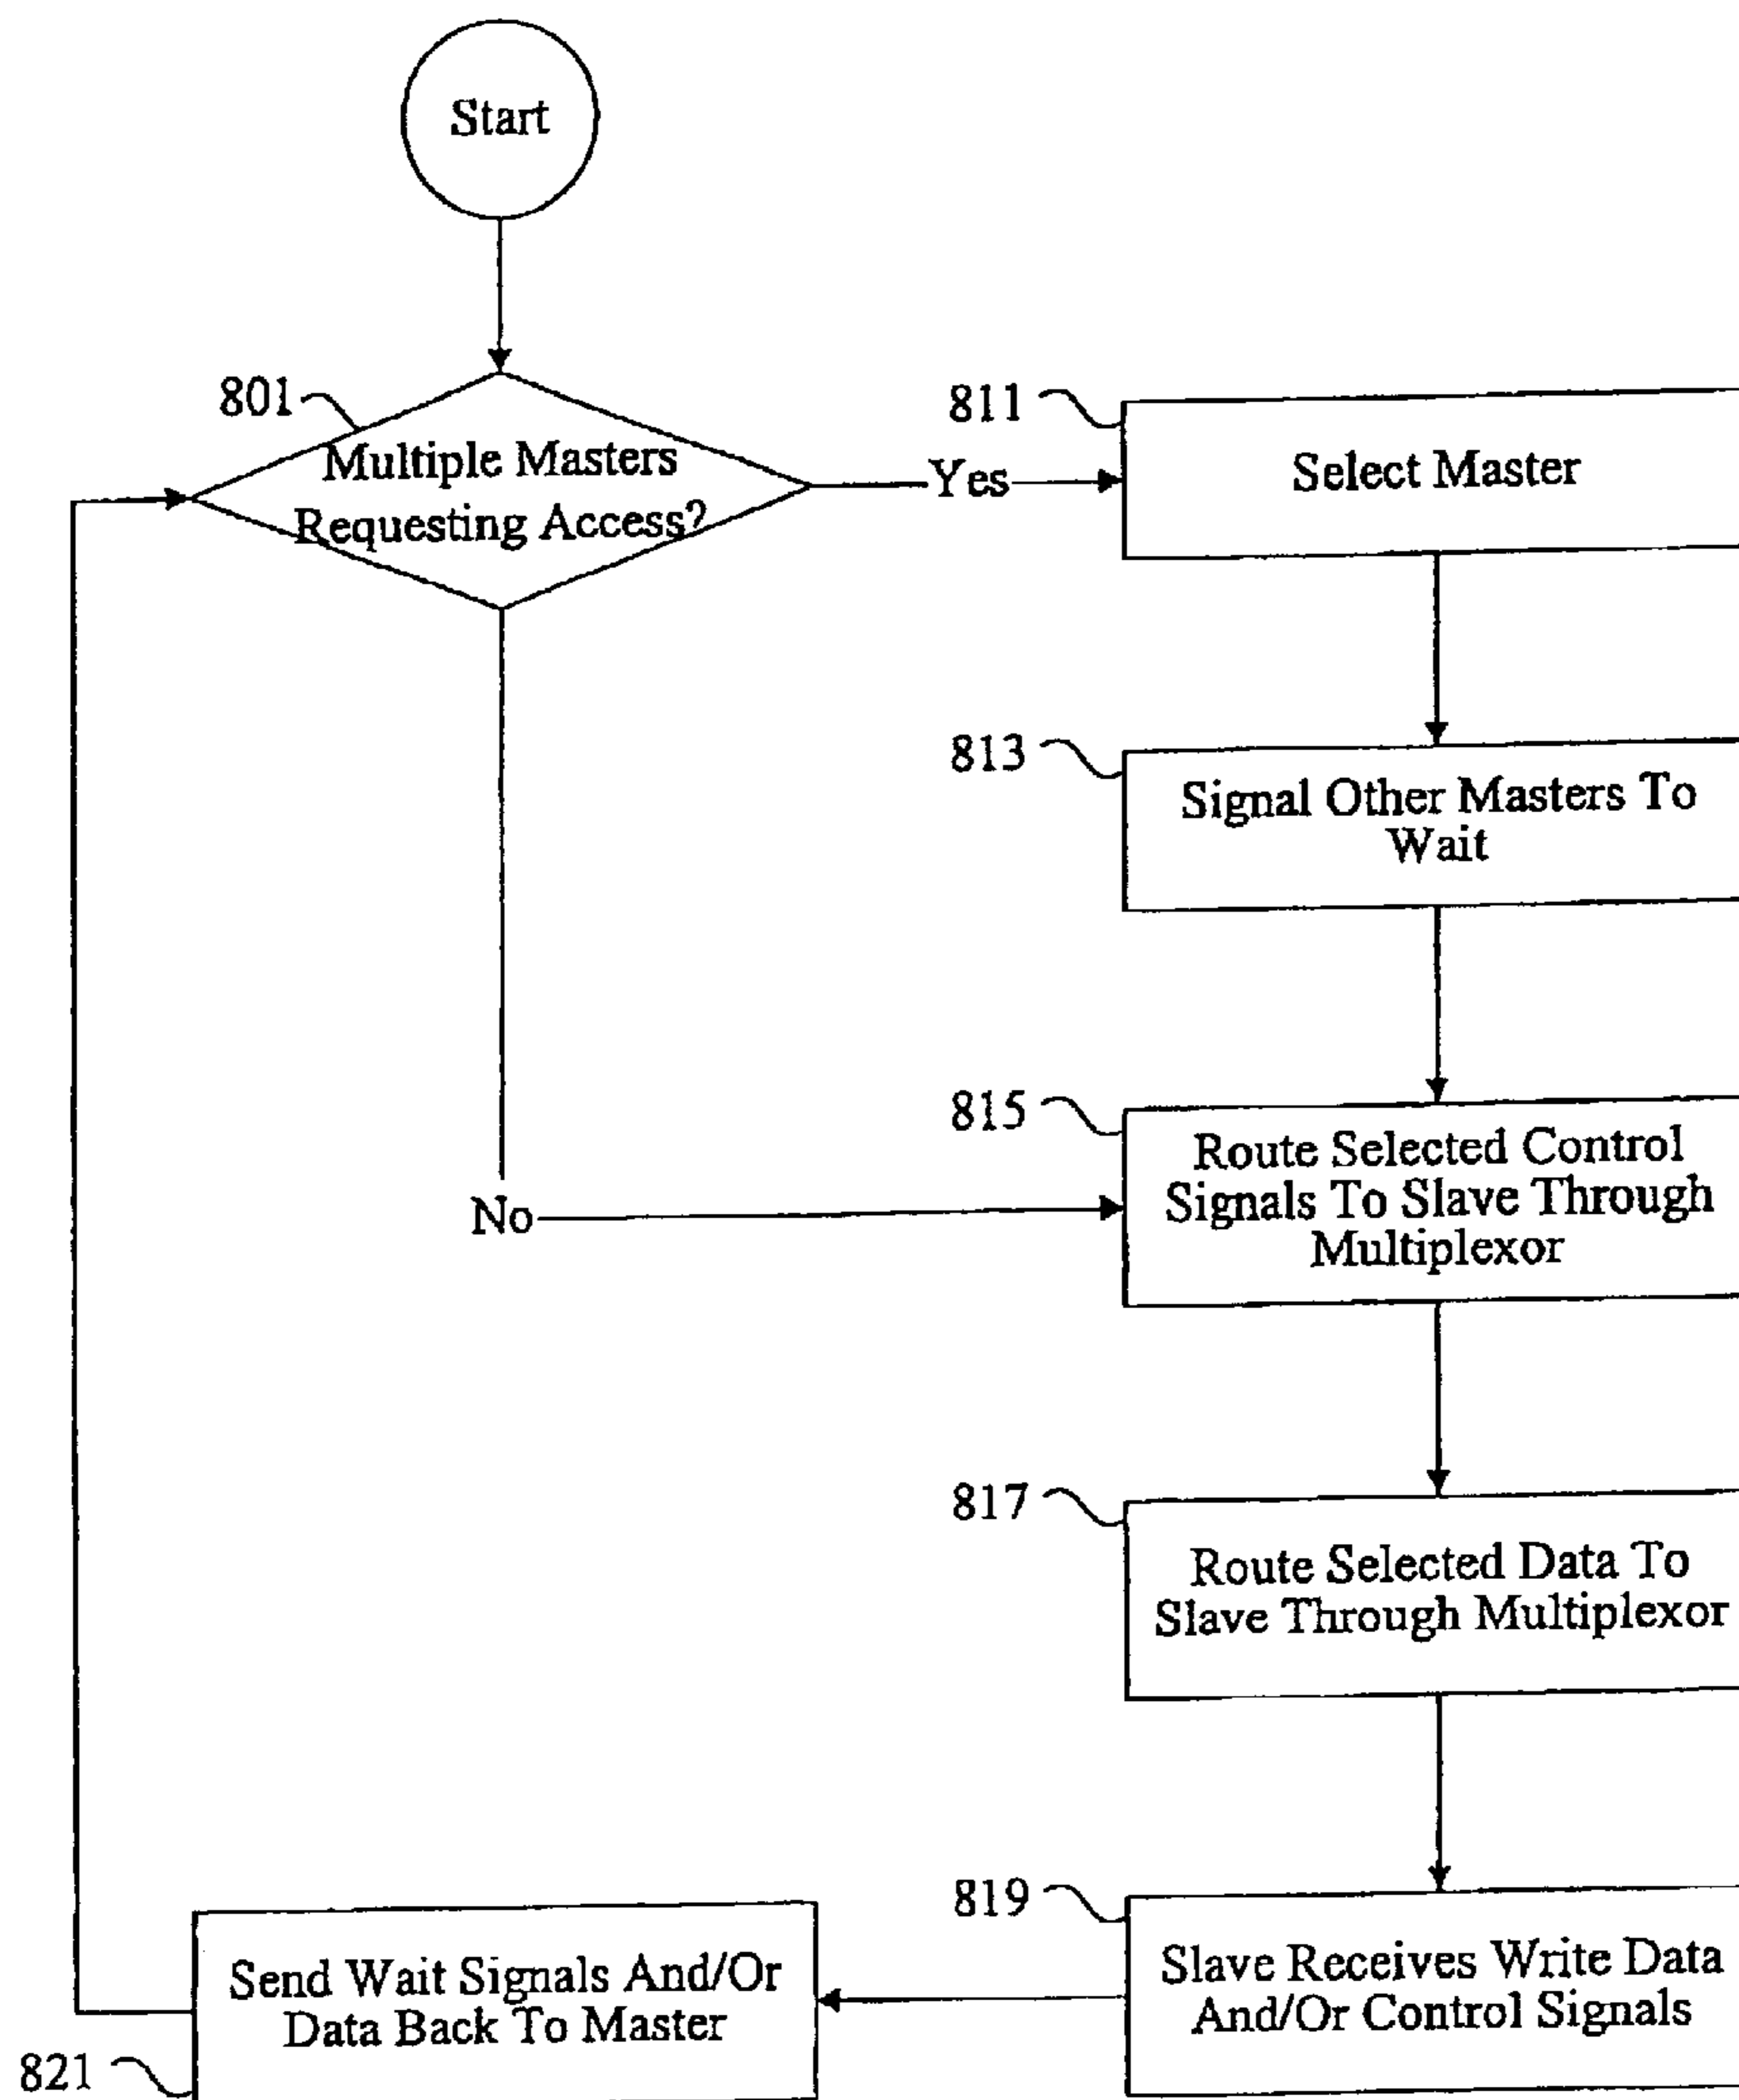 Start
801
Multiple Masters
Requesting Access?
Yes
811
Select Master
813
Signal Other Masters To
Wait
No
815
Route Selected Control
Signals To Slave Through
Multiplexor
817
Route Selected Data To
Slave Through Multiplexor
819
Slave Receives Write Data
And/Or Control Signals
Send Wait Signals And/Or
Data Back To Master
821